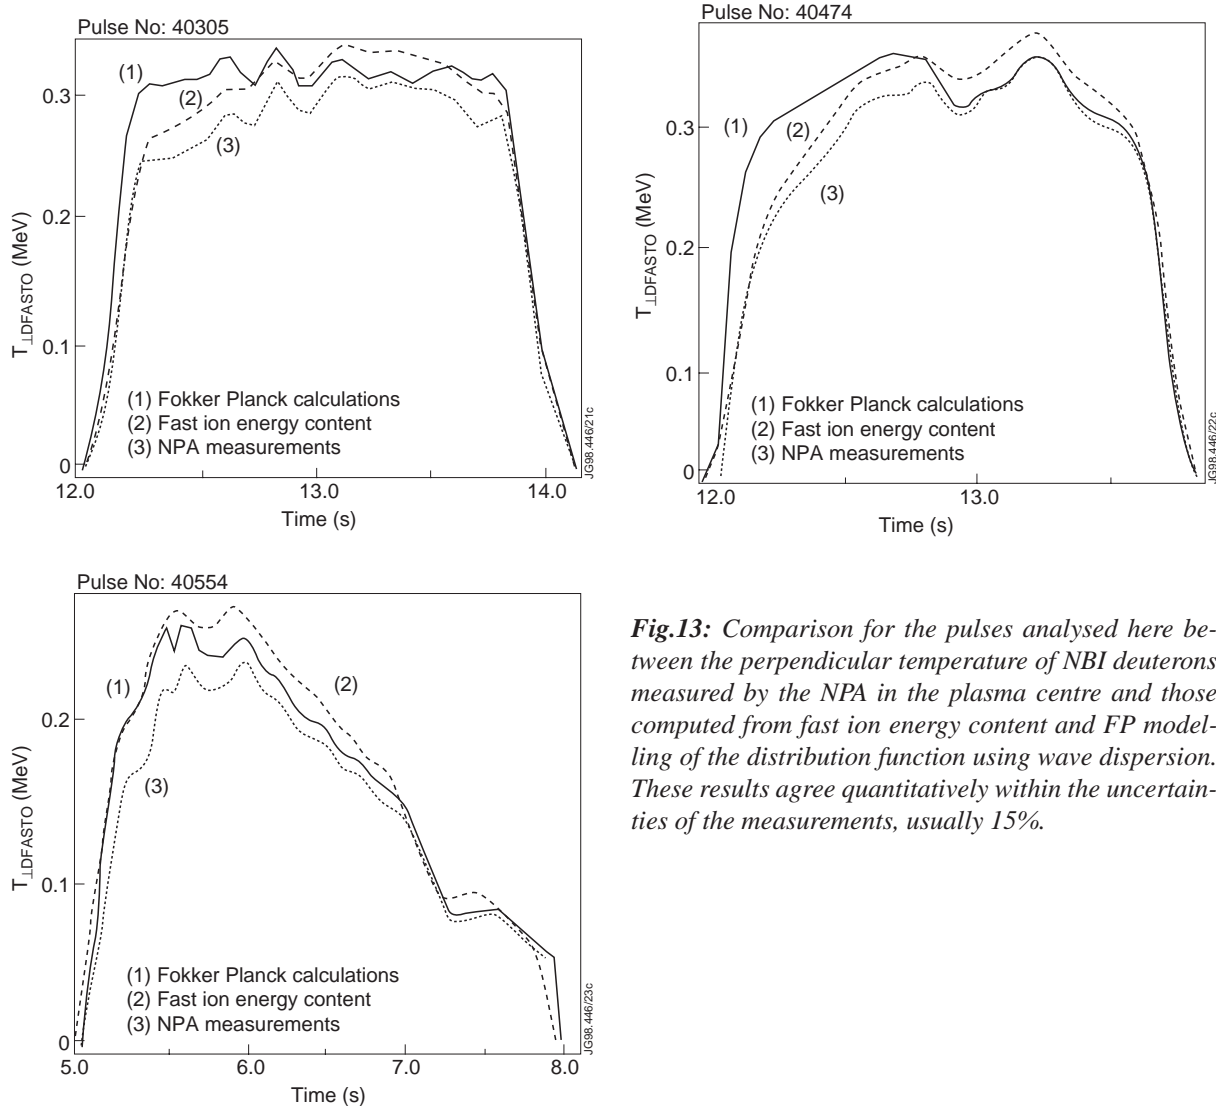 Pulse No: 40305
0.3
0.2
0.1
0
T⊥DFASTO (MeV)
(1)
(2)
(3)
(1) Fokker Planck calculations
(2) Fast ion energy content
(3) NPA measurements
JG98.446/21c
12.0 13.0 14.0
Time (s)
Pulse No: 40474
0.3
0.2
0.1
0
T⊥DFASTO (MeV)
(1)
(2)
(3)
(1) Fokker Planck calculations
(2) Fast ion energy content
(3) NPA measurements
JG98.446/22c
12.0 13.0
Time (s)
Pulse No: 40554
0.2
0.1
0
T⊥DFASTO (MeV)
(1)
(2)
(3)
(1) Fokker Planck calculations
(2) Fast ion energy content
(3) NPA measurements
JG98.446/23c
5.0 6.0 7.0 8.0
Time (s)
Fig.13: Comparison for the pulses analysed here be-
tween the perpendicular temperature of NBI deuterons
measured by the NPA in the plasma centre and those
computed from fast ion energy content and FP model-
ling of the distribution function using wave dispersion.
These results agree quantitatively within the uncertain-
ties of the measurements, usually 15%.